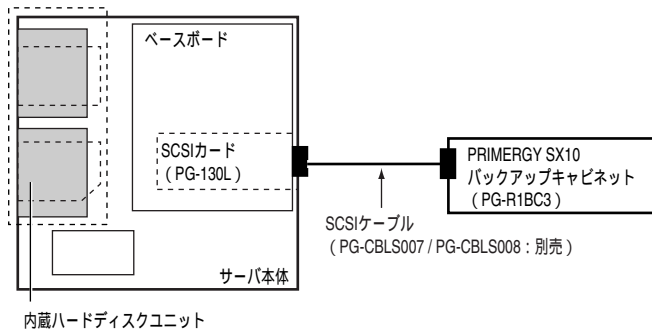 ベースボード
SCSIカード
（PG-130L）
PRIMERGY SX10
バックアップキャビネット
（PG-R1BC3）
SCSIケーブル
（PG-CBLS007 / PG-CBLS008：別売）
サーバ本体
内蔵ハードディスクユニット